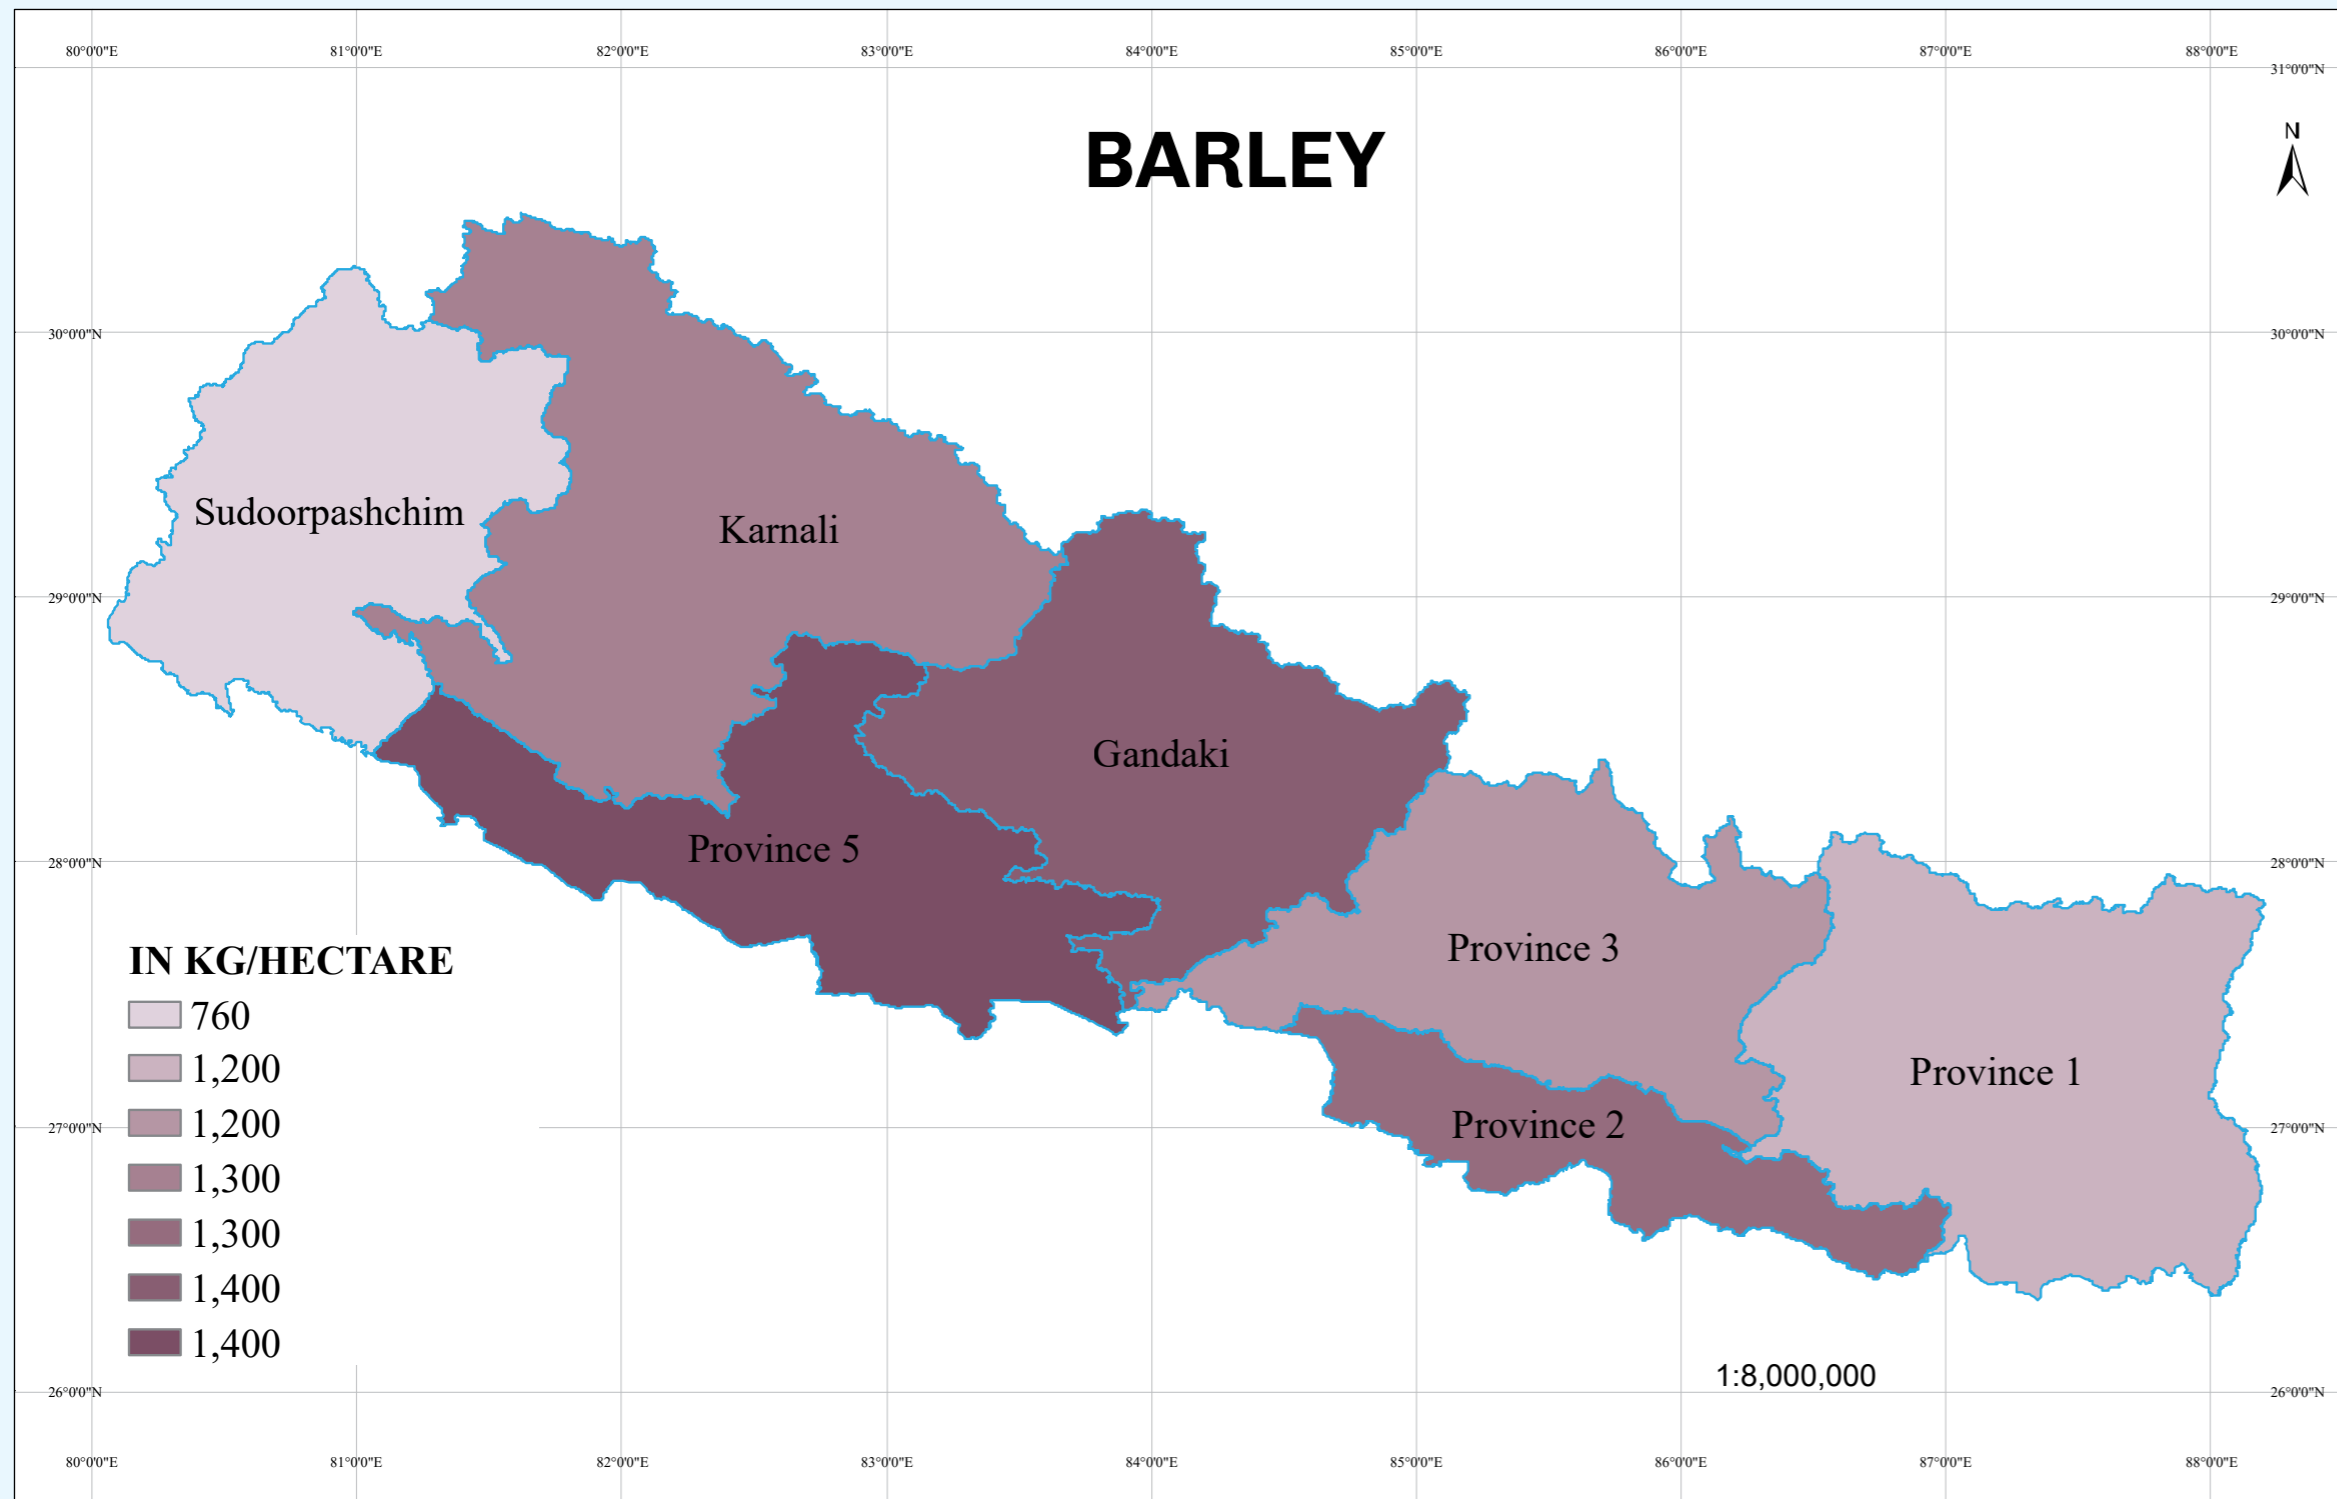 80°0'0"E 81°0'0"E 82°0'0"E 83°0'0"E 84°0'0"E 85°0'0"E 86°0'0"E 87°0'0"E 88°0'0"E
31°0'0"N
BARLEY
N
30°0'0"N 30°0'0"N
Sudoorpashchim
Karnali
29°0'0"N 29°0'0"N
Gandaki
Province 5
28°0'0"N 28°0'0"N
Province 3
IN KG/HECTARE
760
1,200
1,200
1,300
1,300
1,400
1,400
Province 1
Province 2
27°0'0"N 27°0'0"N
1:8,000,000
26°0'0"N 26°0'0"N
80°0'0"E 81°0'0"E 82°0'0"E 83°0'0"E 84°0'0"E 85°0'0"E 86°0'0"E 87°0'0"E 88°0'0"E